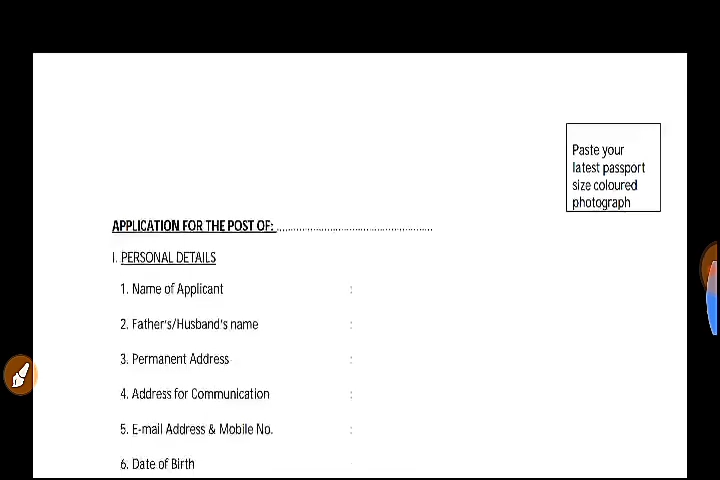 Paste your
latest passport
size coloured
photograph
APPLICATION FOR THE POST OF: ......................................................
I. PERSONAL DETAILS
1. Name of Applicant :
2. Father's/Husband's name :
3. Permanent Address :
4. Address for Communication :
5. E-mail Address & Mobile No. :
6. Date of Birth